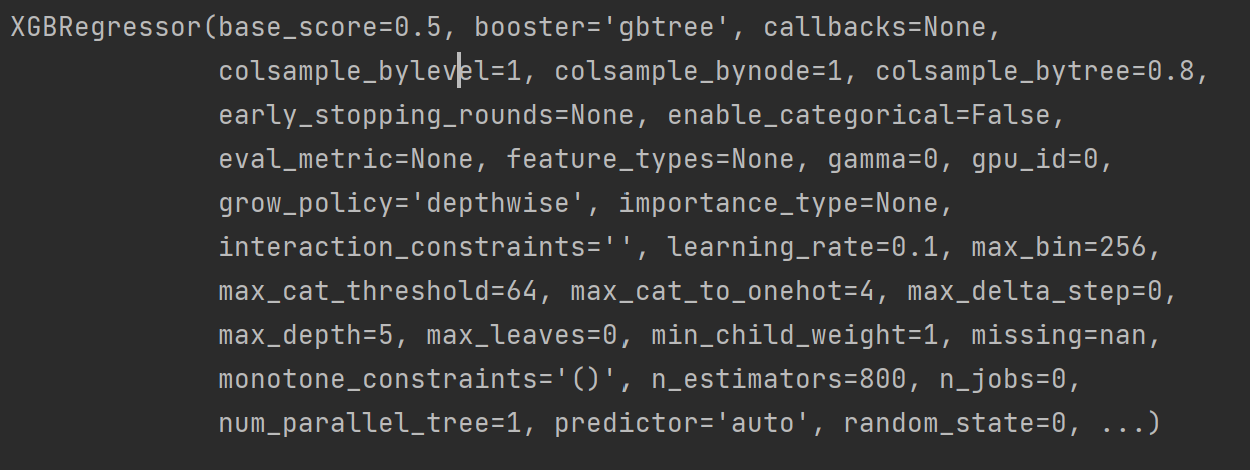 XGBRegressor(base_score=0.5, booster='gbtree', callbacks=None,
colsample_bylevel=1, colsample_bynode=1, colsample_bytree=0.8,
early_stopping_rounds=None, enable_categorical=False,
eval_metric=None, feature_types=None, gamma=0, gpu_id=0,
grow_policy='depthwise', importance_type=None,
interaction_constraints='', learning_rate=0.1, max_bin=256,
max_cat_threshold=64, max_cat_to_onehot=4, max_delta_step=0,
max_depth=5, max_leaves=0, min_child_weight=1, missing=nan,
monotone_constraints='()', n_estimators=800, n_jobs=0,
num_parallel_tree=1, predictor='auto', random_state=0, ...)